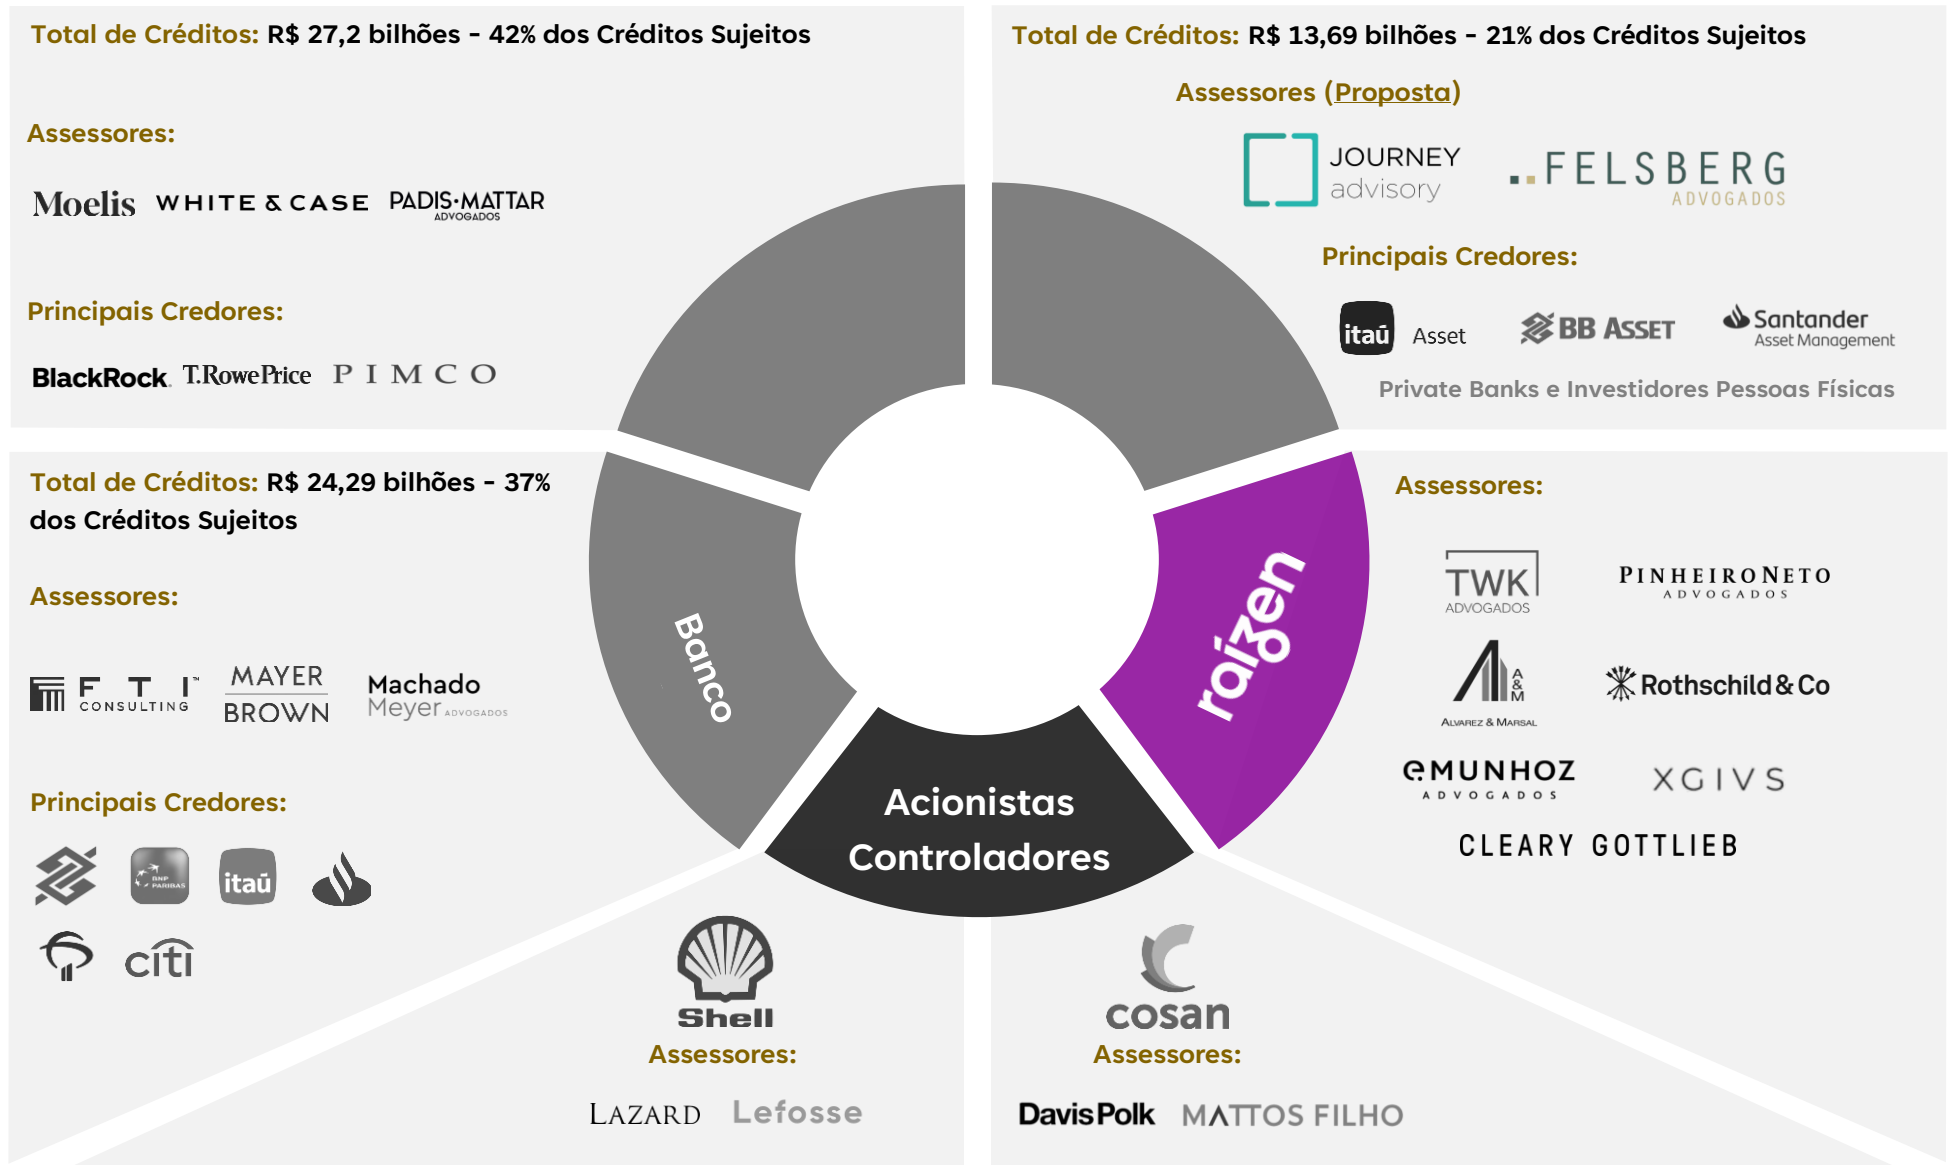 Total de Créditos: R$ 27,2 bilhões - 42% dos Créditos Sujeitos
Assessores:
Moelis WHITE & CASE PADIS·MATTAR
ADVOGADOS
Principais Credores:
BlackRock. T.RowePrice PIMCO
Total de Créditos: R$ 13,69 bilhões - 21% dos Créditos Sujeitos
Assessores (Proposta)
JOURNEY
advisory
FELSBERG
ADVOGADOS
Principais Credores:
itaú Asset
BB ASSET
Santander
Asset Management
Private Banks e Investidores Pessoas Físicas
Total de Créditos: R$ 24,29 bilhões - 37%
dos Créditos Sujeitos
Assessores:
FTI™
CONSULTING
MAYER
BROWN
Machado
Meyer ADVOGADOS
Principais Credores:
BNP
PARIBAS
itaú
citi
Banco
raízen
Acionistas
Controladores
Assessores:
TWK
ADVOGADOS
PINHEIRONETO
ADVOGADOS
A&M
ALVAREZ & MARSAL
Rothschild & Co
eMUNHOZ
ADVOGADOS
XGIVS
CLEARY GOTTLIEB
Shell
Assessores:
LAZARD Lefosse
cosan
Assessores:
DavisPolk MATTOS FILHO